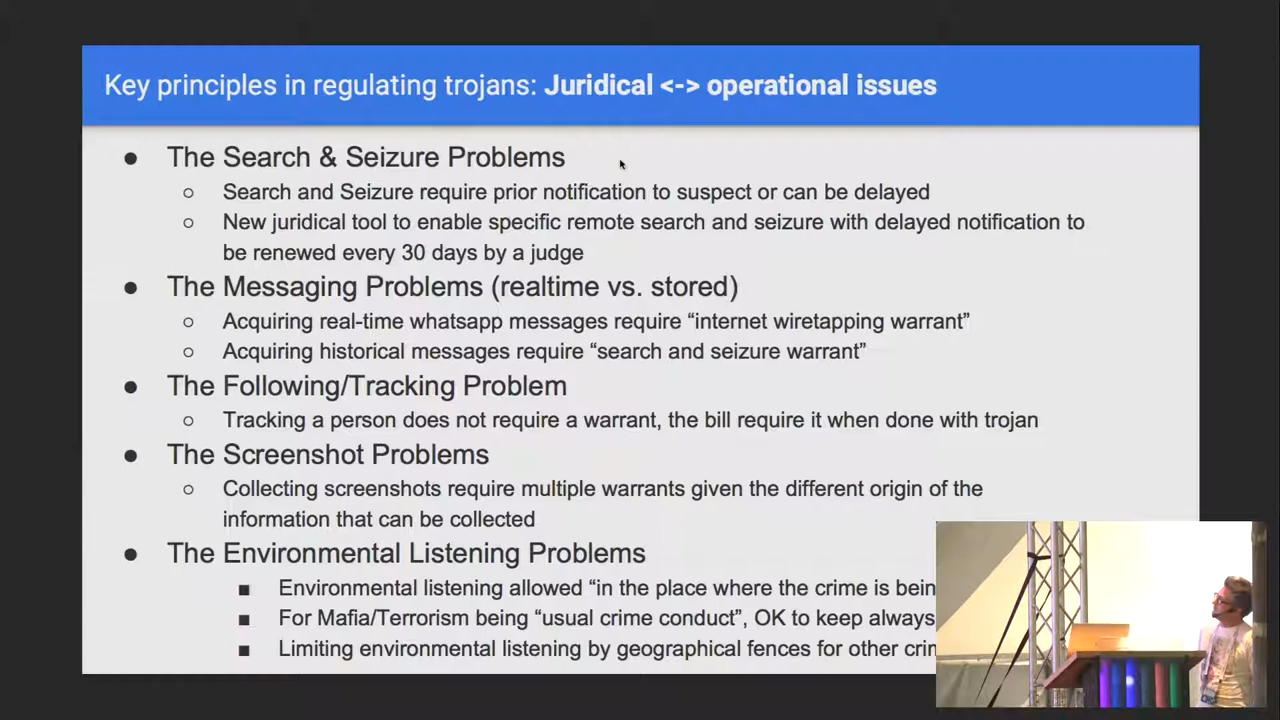 Key principles in regulating trojans: Juridical <-> operational issues
● The Search & Seizure Problems
○ Search and Seizure require prior notification to suspect or can be delayed
○ New juridical tool to enable specific remote search and seizure with delayed notification to
be renewed every 30 days by a judge
● The Messaging Problems (realtime vs. stored)
○ Acquiring real-time whatsapp messages require “internet wiretapping warrant”
○ Acquiring historical messages require “search and seizure warrant”
● The Following/Tracking Problem
○ Tracking a person does not require a warrant, the bill require it when done with trojan
● The Screenshot Problems
○ Collecting screenshots require multiple warrants given the different origin of the
information that can be collected
● The Environmental Listening Problems
■ Environmental listening allowed “in the place where the crime is bein
■ For Mafia/Terrorism being “usual crime conduct”, OK to keep always
■ Limiting environmental listening by geographical fences for other crin